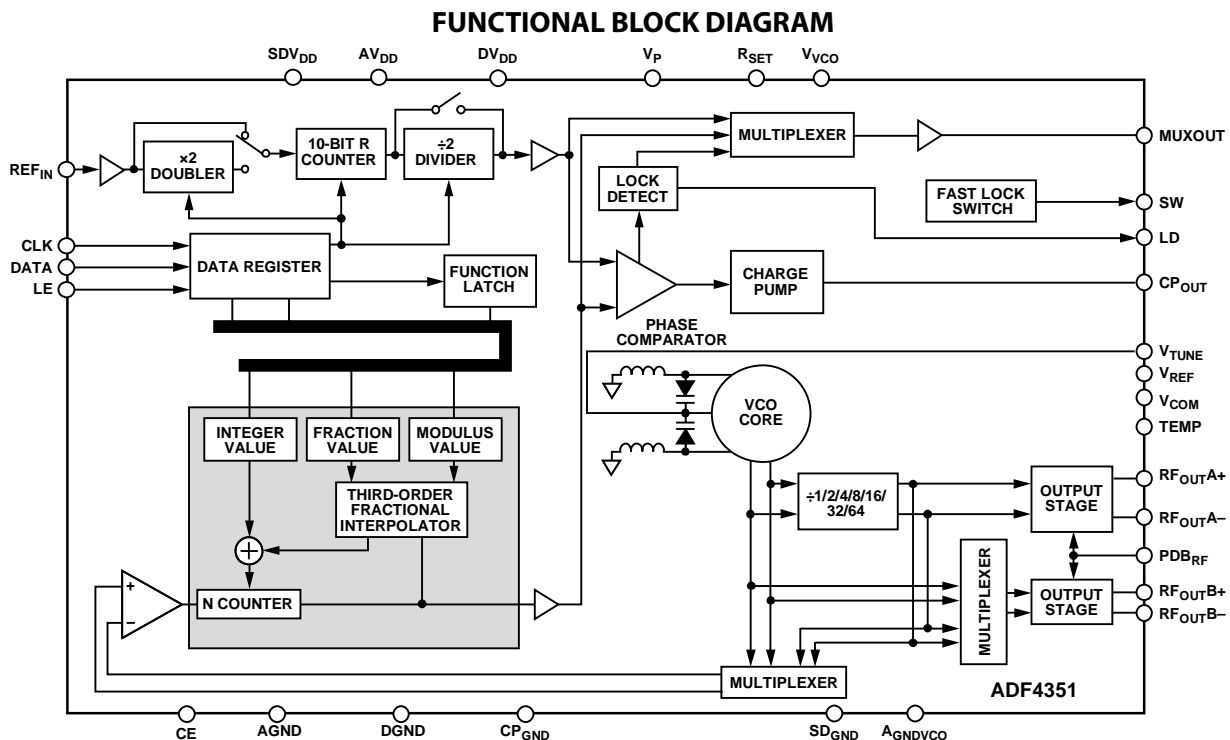 FUNCTIONAL BLOCK DIAGRAM
SDVDD
AVDD
DVDD
VP
RSET
VVCO
REFIN
×2
DOUBLER
10-BIT R
COUNTER
÷2
DIVIDER
MULTIPLEXER
MUXOUT
LOCK
DETECT
FAST LOCK
SWITCH
SW
LD
CLK
DATA
LE
DATA REGISTER
FUNCTION
LATCH
CHARGE
PUMP
CPOUT
PHASE
COMPARATOR
VTUNE
VREF
VCOM
TEMP
VCO
CORE
INTEGER
VALUE
FRACTION
VALUE
MODULUS
VALUE
THIRD-ORDER
FRACTIONAL
INTERPOLATOR
÷1/2/4/8/16/
32/64
OUTPUT
STAGE
RFOUTA+
RFOUTA–
PDBRF
MULTIPLEXER
OUTPUT
STAGE
RFOUTB+
RFOUTB–
+
–
N COUNTER
MULTIPLEXER
ADF4351
CE
AGND
DGND
CPGND
SDGND
AGNDVCO